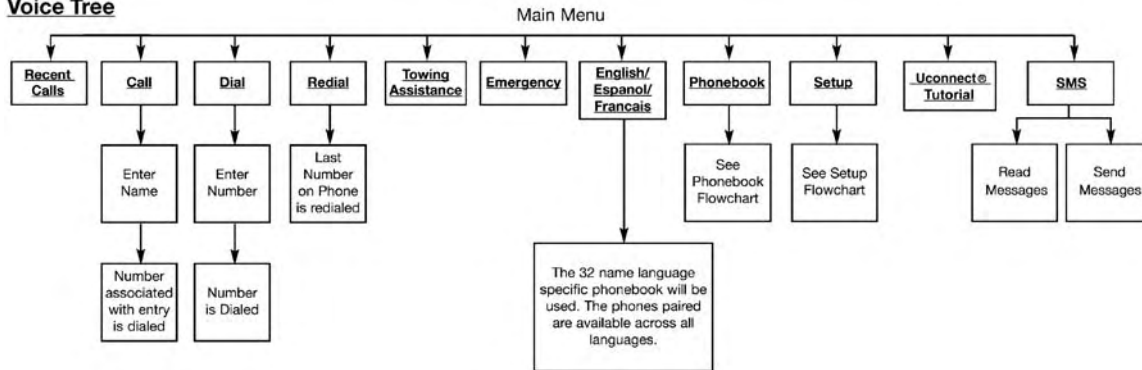 Voice Tree
Main Menu
Recent
Calls
Call
Dial
Redial
Towing
Assistance
Emergency
English/
Espanol/
Francais
Phonebook
Setup
Uconnect®
Tutorial
SMS
Enter
Name
Enter
Number
Last
Number
on Phone
is redialed
See
Phonebook
Flowchart
See Setup
Flowchart
Read
Messages
Send
Messages
Number
associated
with entry
is dialed
Number
is Dialed
The 32 name language
specific phonebook will be
used. The phones paired
are available across all
languages.